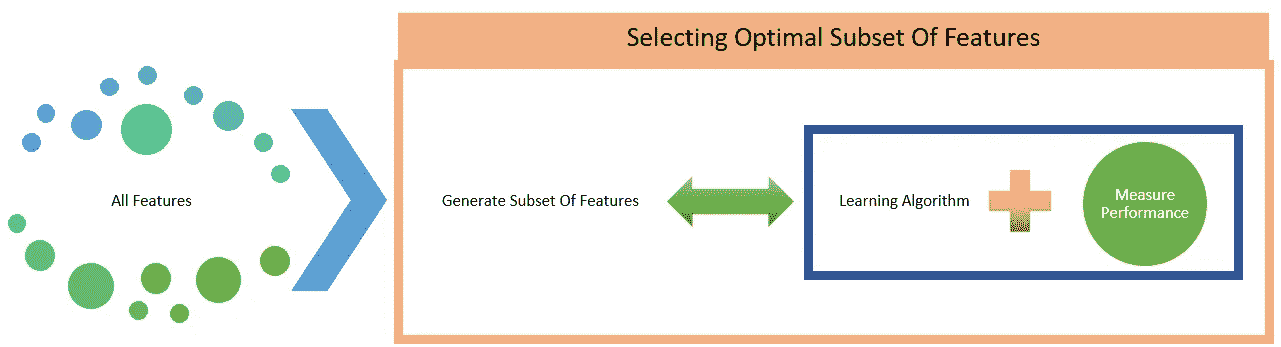 Selecting Optimal Subset Of Features
All Features
Generate Subset Of Features
Learning Algorithm
Measure
Performance